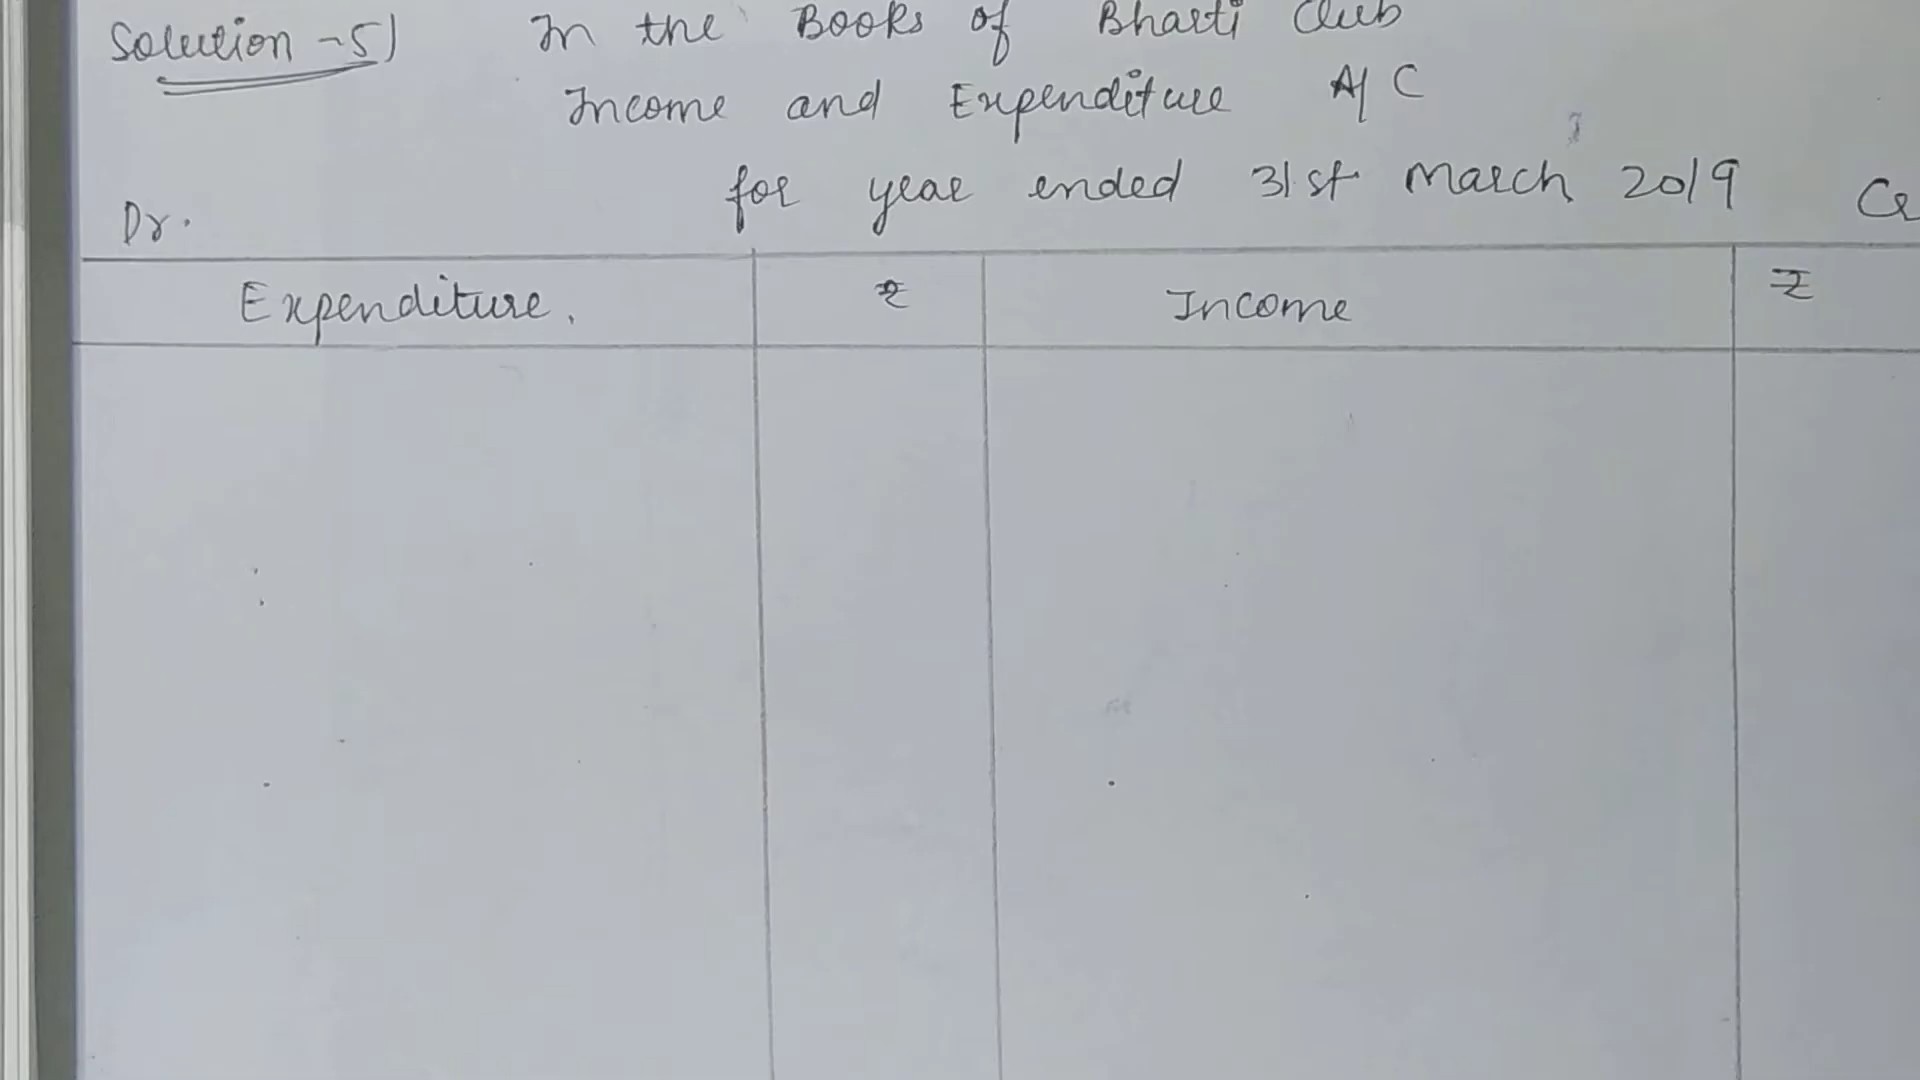 Solution - 5) In the Books of Bharti Club
Income and Expenditure A/C
for year ended 31st March 2019
Dr. Cr
Expenditure. ₹ Income ₹